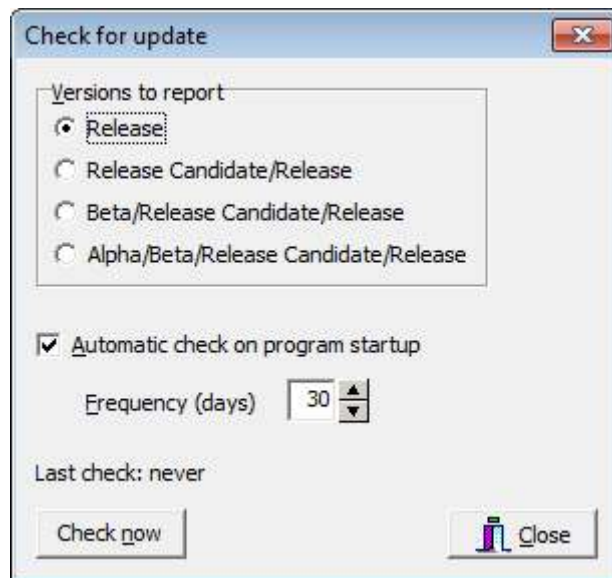 Check for update
Versions to report
Release
Release Candidate/Release
Beta/Release Candidate/Release
Alpha/Beta/Release Candidate/Release
Automatic check on program startup
Frequency (days) 30
Last check: never
Check now Close